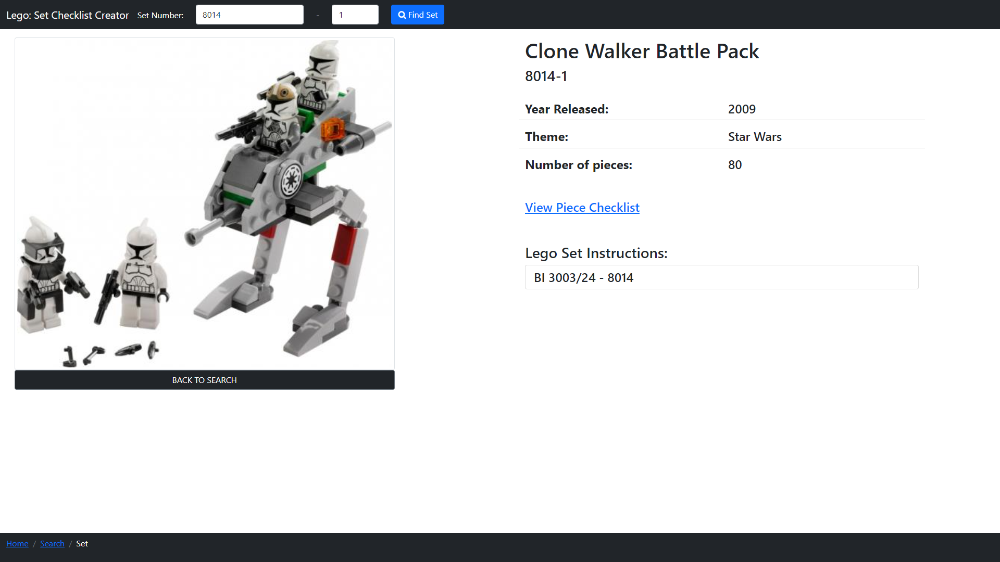 Lego: Set Checklist Creator Set Number: 8014 - 1 Find Set
Clone Walker Battle Pack
8014-1
Year Released: 2009
Theme: Star Wars
Number of pieces: 80
View Piece Checklist
Lego Set Instructions:
BI 3003/24 - 8014
BACK TO SEARCH
Home / Search / Set